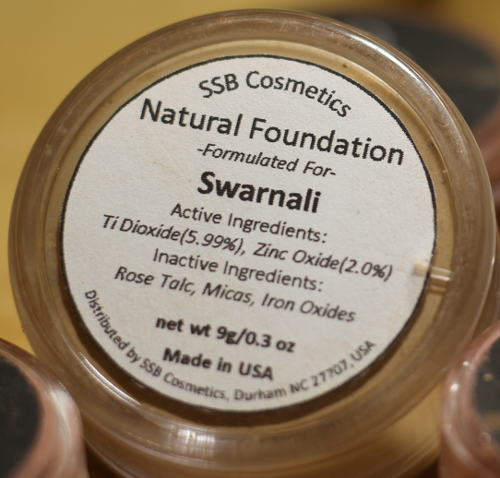 SSB Cosmetics
Natural Foundation
-Formulated For-
Swarnali
Active Ingredients:
Ti Dioxide(5.99%), Zinc Oxide(2.0%)
Inactive Ingredients:
Rose Talc, Micas, Iron Oxides
net wt 9g/0.3 oz
Made in USA
Distributed by SSB Cosmetics, Durham NC 27707, USA